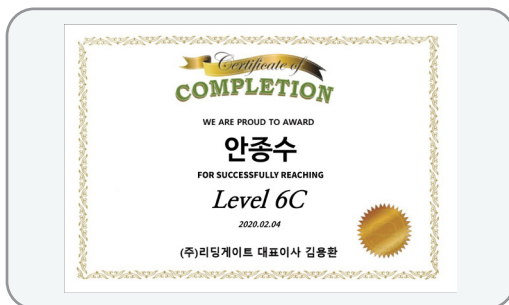 Certificate of
COMPLETION
WE ARE PROUD TO AWARD
안종수
FOR SUCCESSFULLY REACHING
Level 6C
2020.02.04
(주)리딩게이트 대표이사 김용환